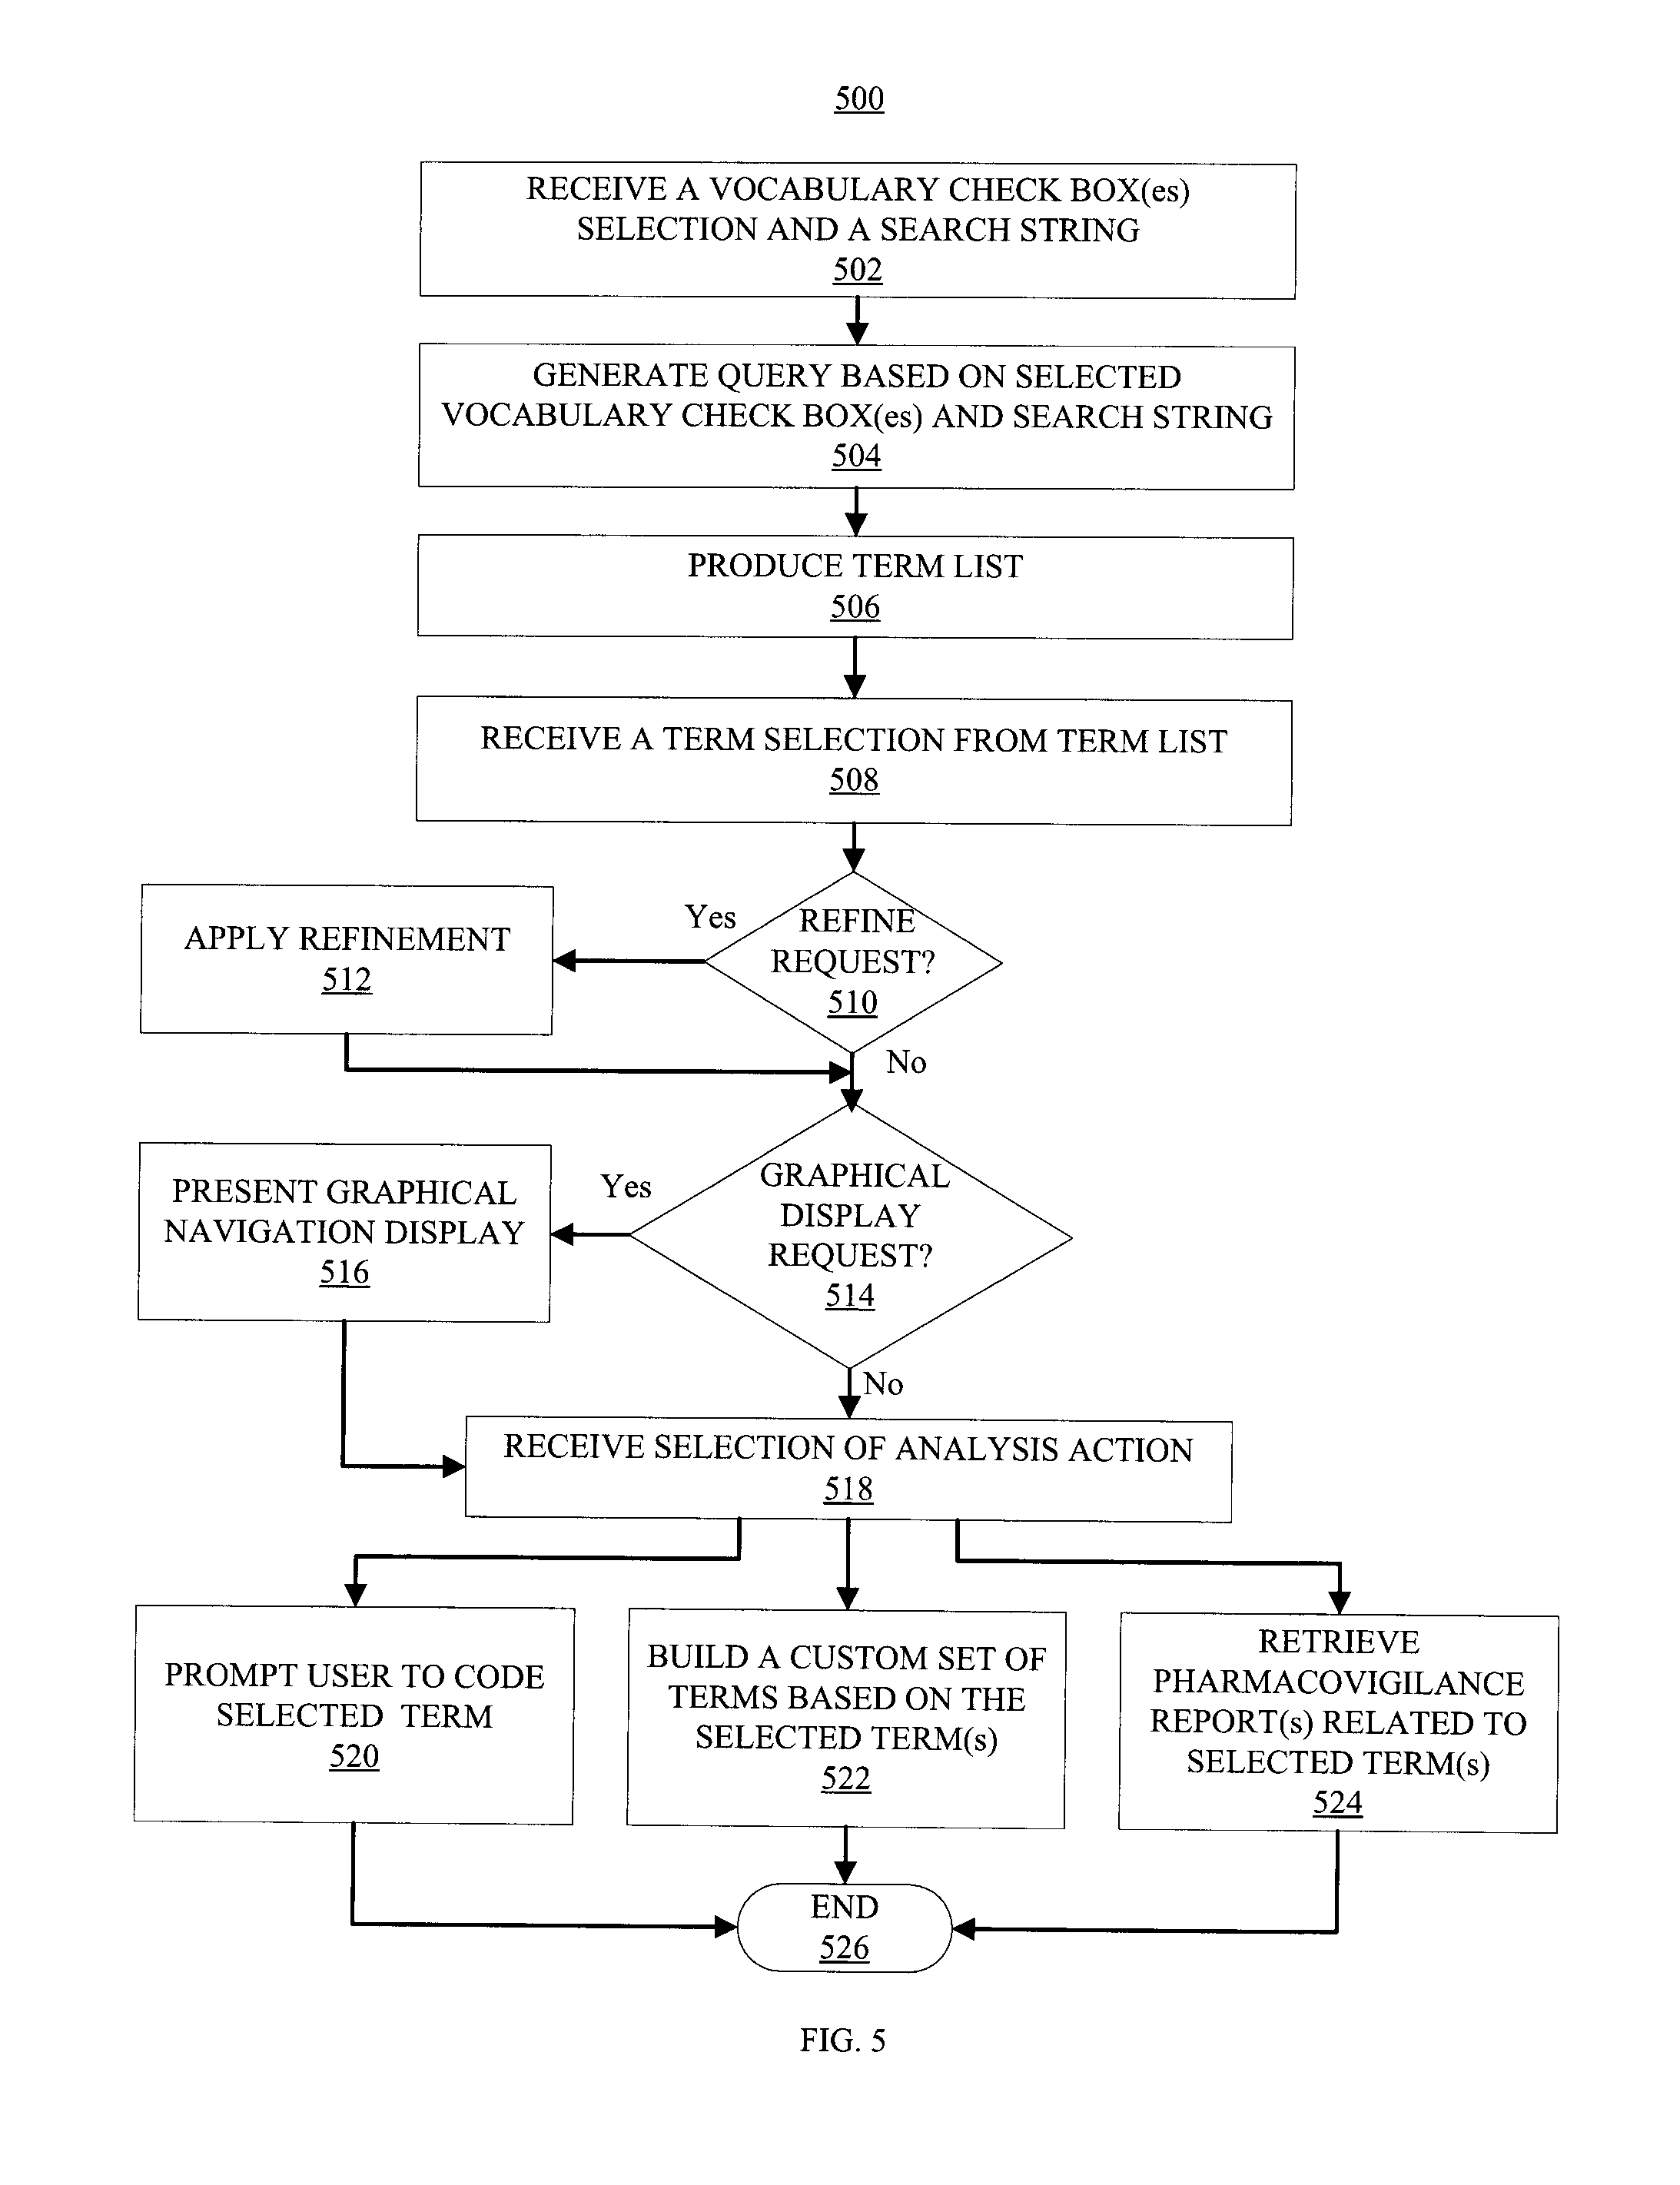 500
RECEIVE A VOCABULARY CHECK BOX(es)
SELECTION AND A SEARCH STRING
502
GENERATE QUERY BASED ON SELECTED
VOCABULARY CHECK BOX(es) AND SEARCH STRING
504
PRODUCE TERM LIST
506
RECEIVE A TERM SELECTION FROM TERM LIST
508
Yes
REFINE
REQUEST?
510
APPLY REFINEMENT
512
No
Yes
GRAPHICAL
DISPLAY
REQUEST?
514
PRESENT GRAPHICAL
NAVIGATION DISPLAY
516
No
RECEIVE SELECTION OF ANALYSIS ACTION
518
PROMPT USER TO CODE
SELECTED TERM
520
BUILD A CUSTOM SET OF
TERMS BASED ON THE
SELECTED TERM(s)
522
RETRIEVE
PHARMACOVIGILANCE
REPORT(s) RELATED TO
SELECTED TERM(s)
524
END
526
FIG. 5